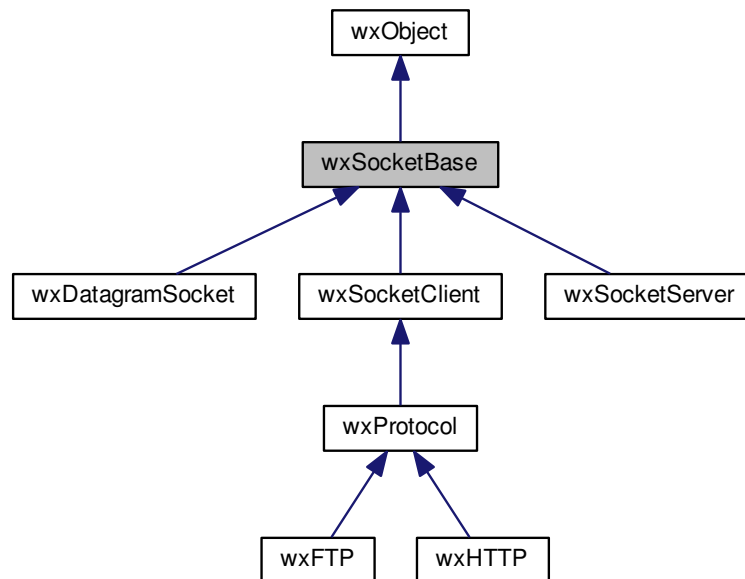 wxObject
wxSocketBase
wxDatagramSocket
wxSocketClient
wxSocketServer
wxProtocol
wxFTP
wxHTTP